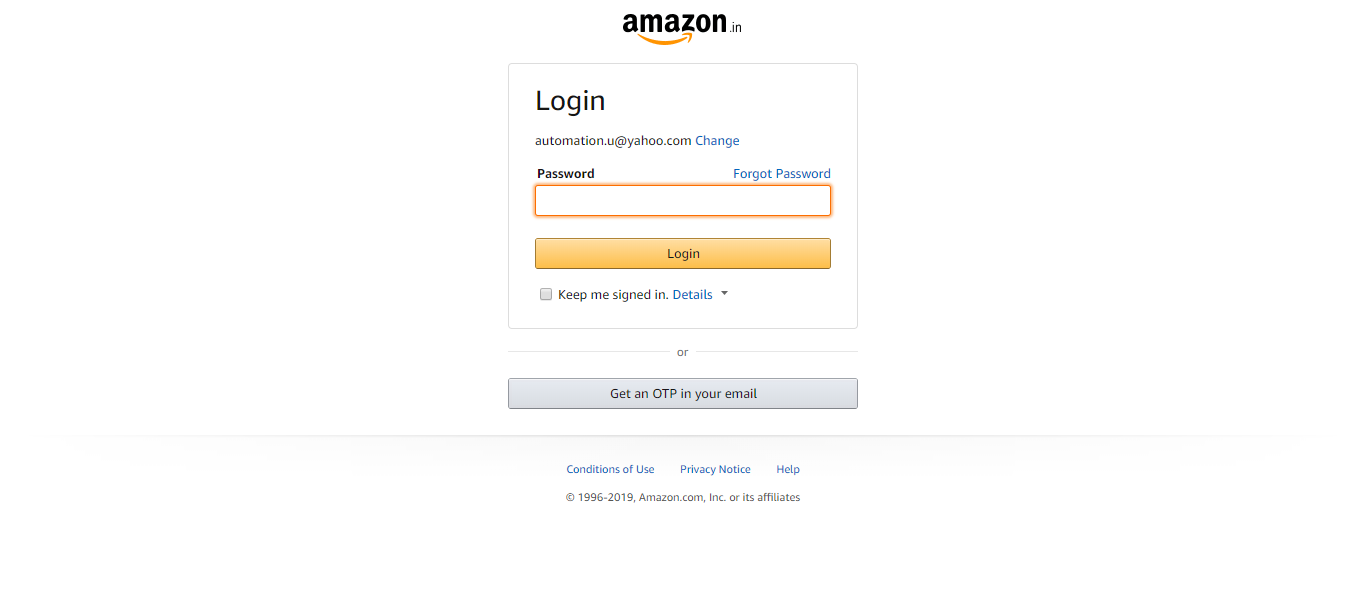 amazon.in
Login
automation.u@yahoo.com Change
Password Forgot Password
Login
Keep me signed in. Details
or
Get an OTP in your email
Conditions of Use Privacy Notice Help
© 1996-2019, Amazon.com, Inc. or its affiliates